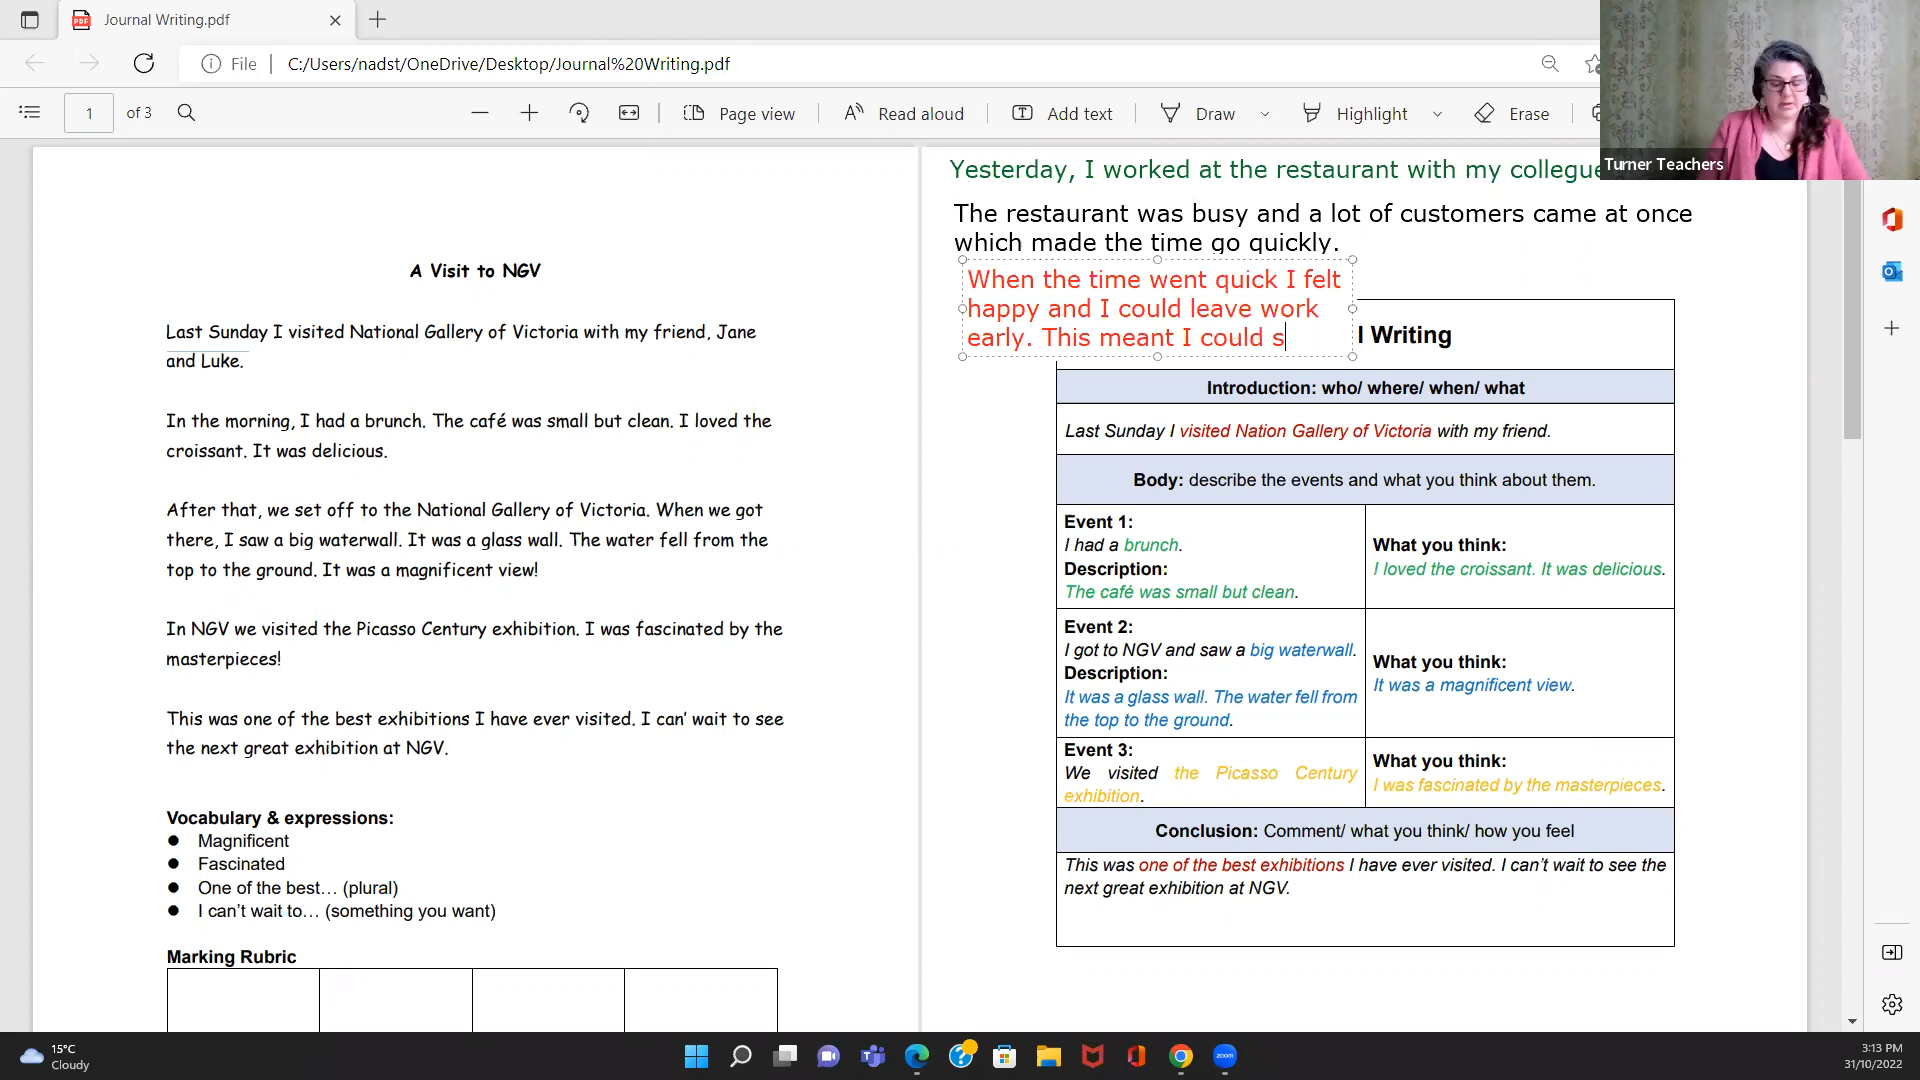 Journal Writing.pdf
File
C:/Users/nadst/OneDrive/Desktop/Journal%20Writing.pdf
1 of 3
Page view
Read aloud
Add text
Draw
Highlight
Erase
Turner Teachers
A Visit to NGV
Last Sunday I visited National Gallery of Victoria with my friend, Jane
and Luke.
In the morning, I had a brunch. The café was small but clean. I loved the
croissant. It was delicious.
After that, we set off to the National Gallery of Victoria. When we got
there, I saw a big waterwall. It was a glass wall. The water fell from the
top to the ground. It was a magnificent view!
In NGV we visited the Picasso Century exhibition. I was fascinated by the
masterpieces!
This was one of the best exhibitions I have ever visited. I can’ wait to see
the next great exhibition at NGV.
Vocabulary & expressions:
● Magnificent
● Fascinated
● One of the best… (plural)
● I can’t wait to… (something you want)
Marking Rubric
Yesterday, I worked at the restaurant with my collegue
The restaurant was busy and a lot of customers came at once
which made the time go quickly.
When the time went quick I felt
happy and I could leave work
early. This meant I could s
l Writing
Introduction: who/ where/ when/ what
Last Sunday I visited Nation Gallery of Victoria with my friend.
Body: describe the events and what you think about them.
Event 1:
I had a brunch.
Description:
The café was small but clean.
What you think:
I loved the croissant. It was delicious.
Event 2:
I got to NGV and saw a big waterwall.
Description:
It was a glass wall. The water fell from
the top to the ground.
What you think:
It was a magnificent view.
Event 3:
We visited the Picasso Century
exhibition.
What you think:
I was fascinated by the masterpieces.
Conclusion: Comment/ what you think/ how you feel
This was one of the best exhibitions I have ever visited. I can’t wait to see the
next great exhibition at NGV.
15°C
Cloudy
zoom
3:13 PM
31/10/2022